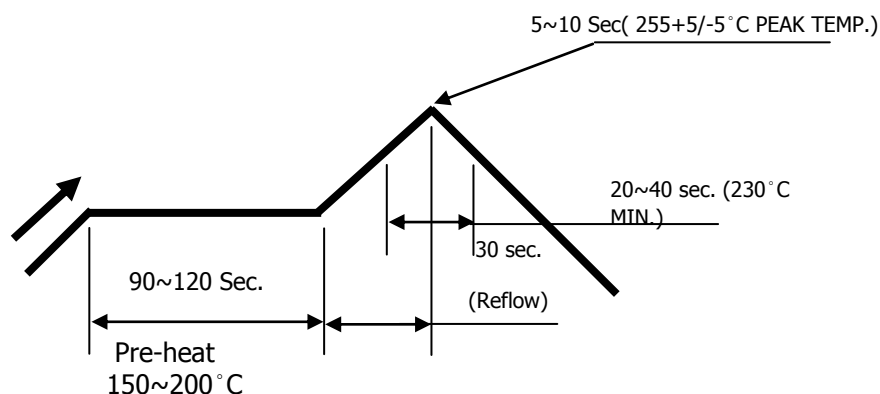 5~10 Sec( 255+5/-5°C PEAK TEMP.)
20~40 sec. (230°C
MIN.)
30 sec.
90~120 Sec.
(Reflow)
Pre-heat
150~200°C